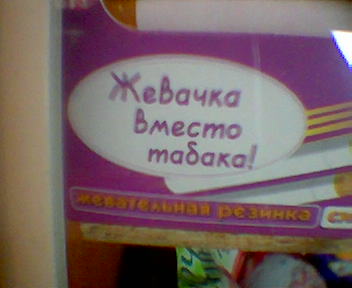 Жевачка
вместо
табака!
жевательная резинка